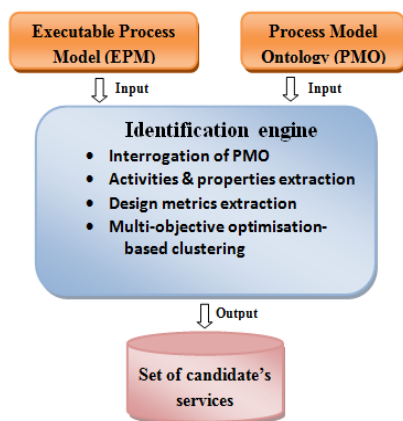 Executable Process
Model (EPM)
Process Model
Ontology (PMO)
Input
Input
Identification engine
• Interrogation of PMO
• Activities & properties extraction
• Design metrics extraction
• Multi-objective optimisation-
based clustering
Output
Set of candidate's
services